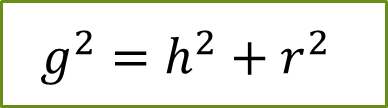 g² = h² + r²